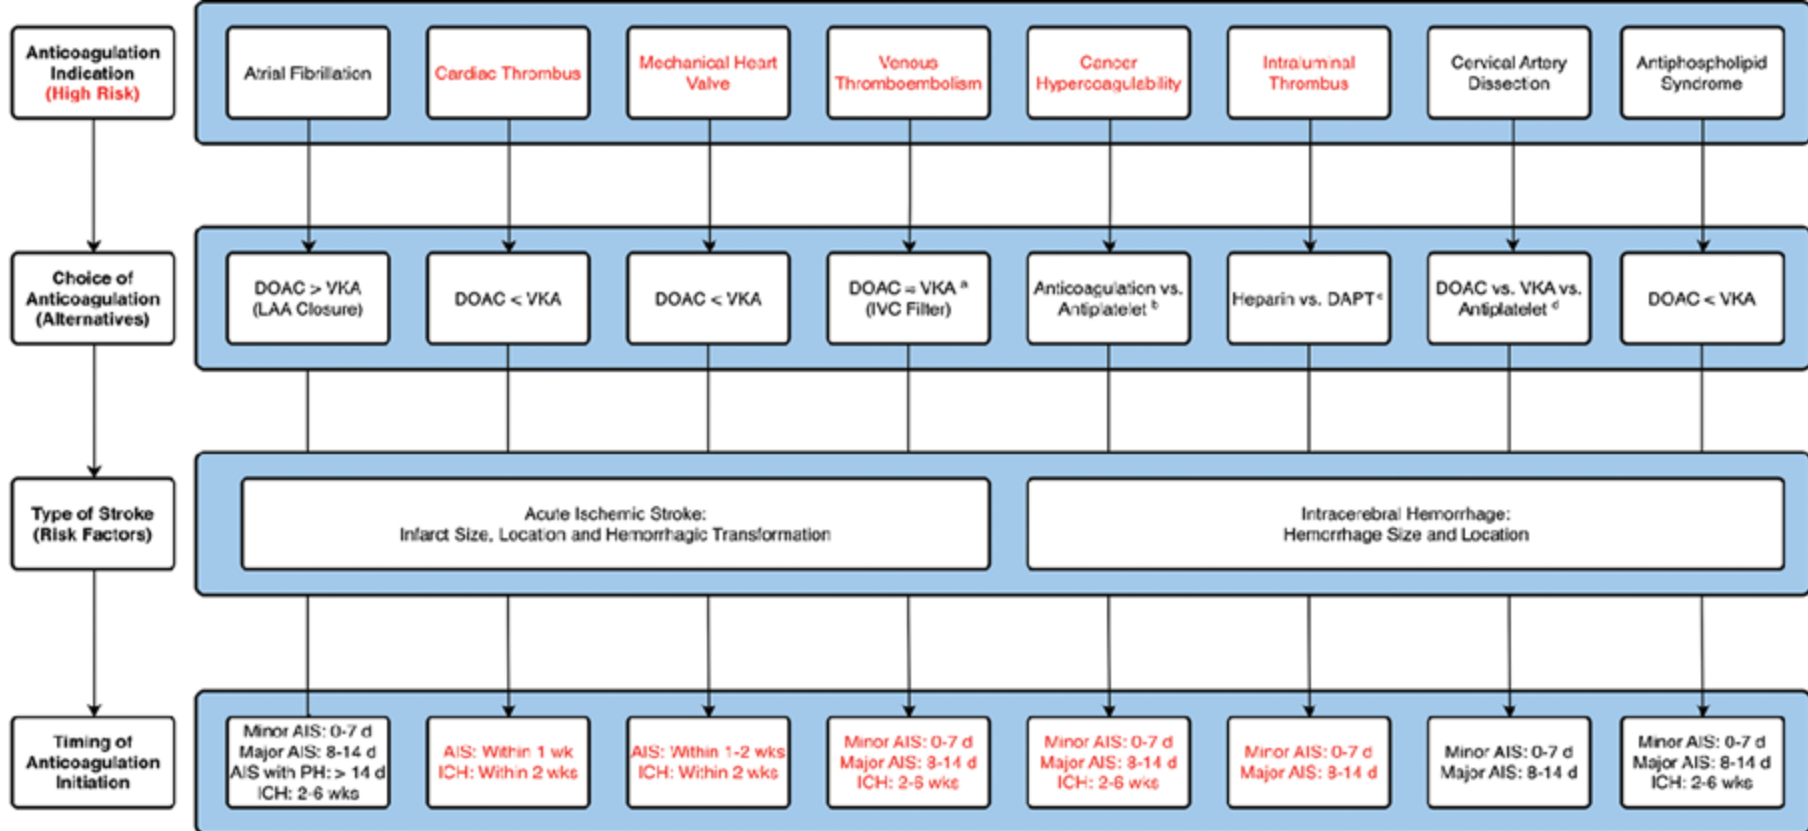 Anticoagulation
Indication
(High Risk)
Atrial Fibrillation
Cardiac Thrombus
Mechanical Heart
Valve
Venous
Thromboembolism
Cancer
Hypercoagulability
Intraluminal
Thrombus
Cervical Artery
Dissection
Antiphospholipid
Syndrome
Choice of
Anticoagulation
(Alternatives)
DOAC > VKA
(LAA Closure)
DOAC < VKA
DOAC < VKA
DOAC = VKA a
(IVC Filter)
Anticoagulation vs.
Antiplatelet b
Heparin vs. DAPT c
DOAC vs. VKA vs.
Antiplatelet d
DOAC < VKA
Type of Stroke
(Risk Factors)
Acute Ischemic Stroke:
Infarct Size, Location and Hemorrhagic Transformation
Intracerebral Hemorrhage:
Hemorrhage Size and Location
Timing of
Anticoagulation
Initiation
Minor AIS: 0-7 d
Major AIS: 8-14 d
AIS with PH: > 14 d
ICH: 2-6 wks
AIS: Within 1 wk
ICH: Within 2 wks
AIS: Within 1-2 wks
ICH: Within 2 wks
Minor AIS: 0-7 d
Major AIS: 8-14 d
ICH: 2-6 wks
Minor AIS: 0-7 d
Major AIS: 8-14 d
ICH: 2-6 wks
Minor AIS: 0-7 d
Major AIS: 8-14 d
Minor AIS: 0-7 d
Major AIS: 8-14 d
Minor AIS: 0-7 d
Major AIS: 8-14 d
ICH: 2-6 wks